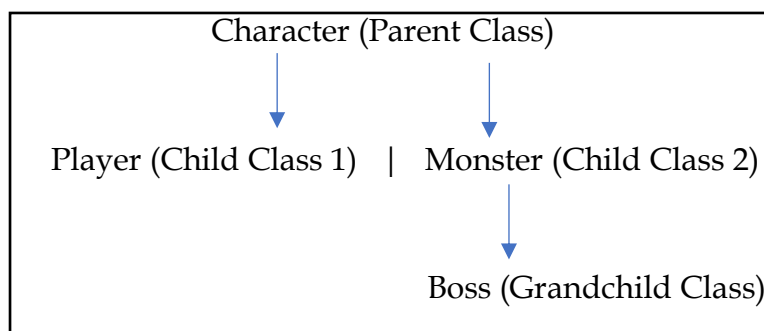 Character (Parent Class)
Player (Child Class 1) | Monster (Child Class 2)
Boss (Grandchild Class)